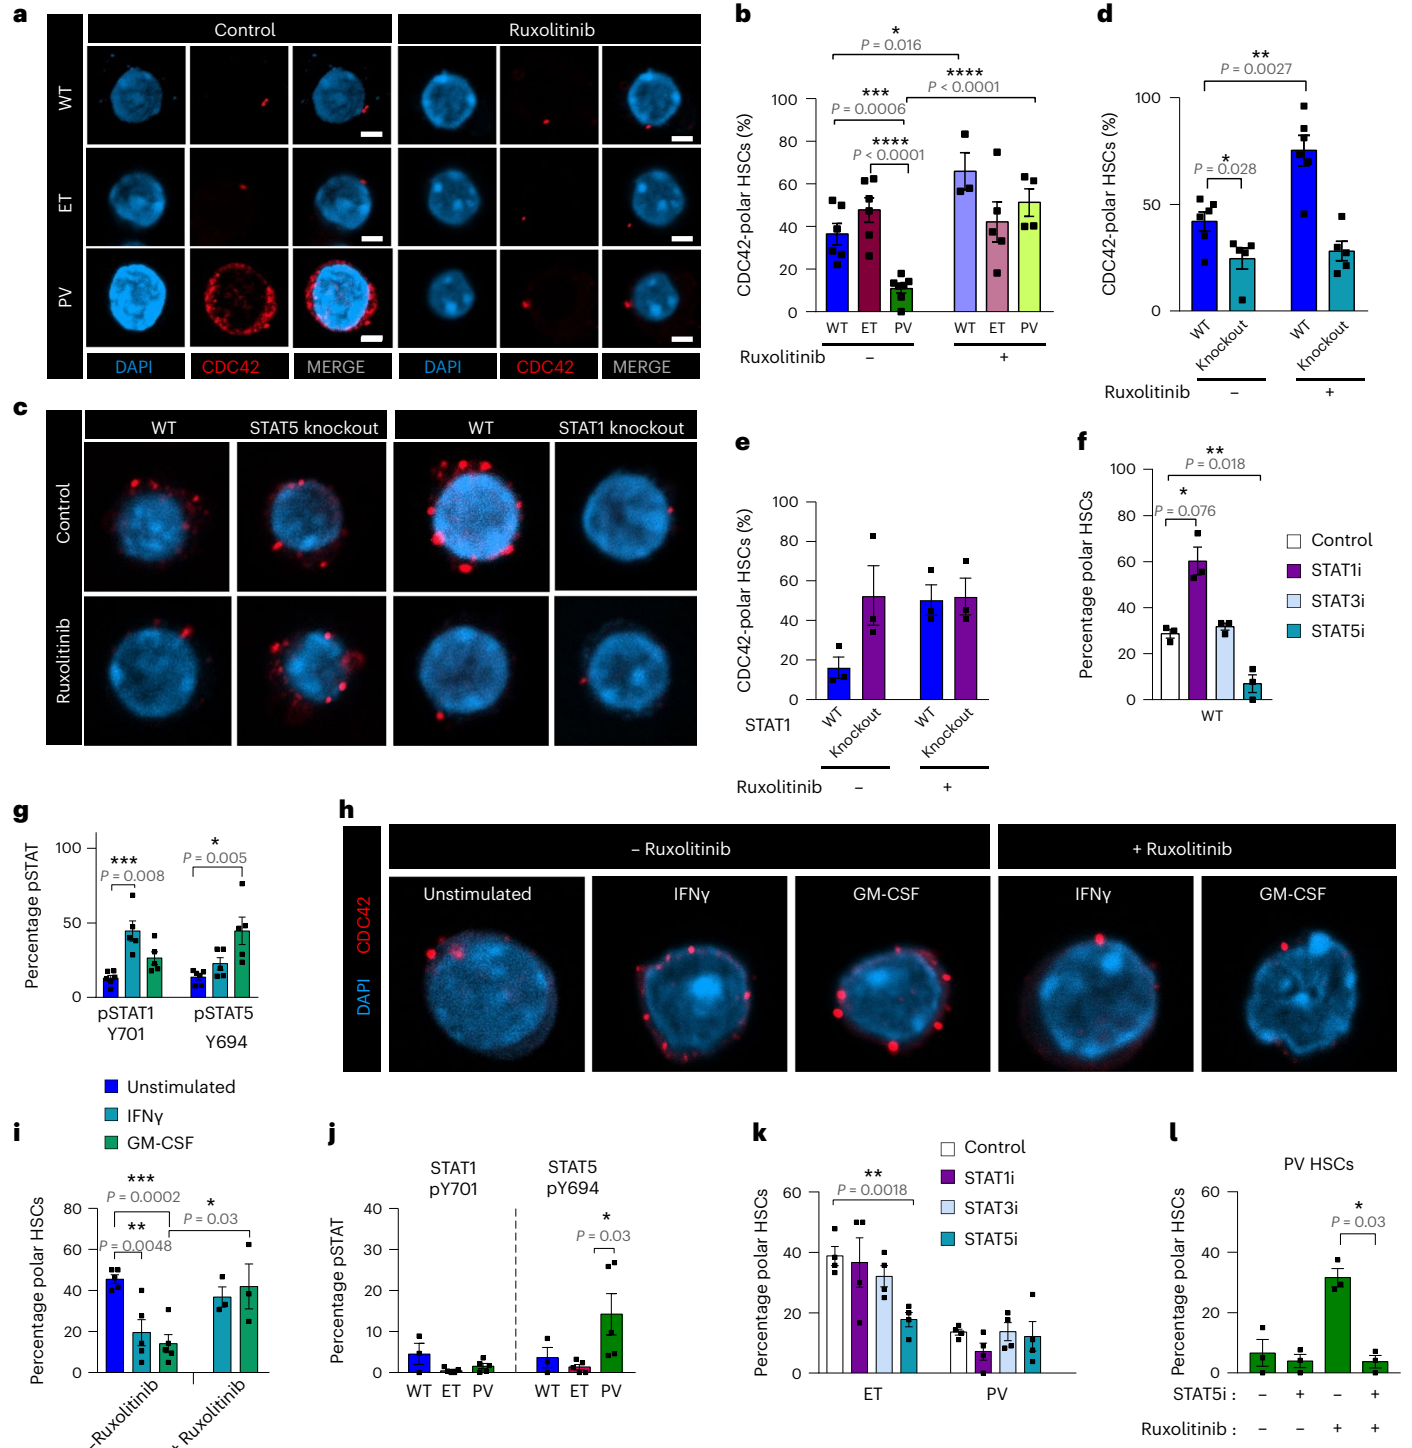 a
Control
Ruxolitinib
WT
ET
PV
DAPI
CDC42
MERGE
DAPI
CDC42
MERGE
b
CDC42-polar HSCs (%)
100
80
60
40
20
0
*
P = 0.016
****
P < 0.0001
***
P = 0.0006
****
P < 0.0001
WT
ET
PV
WT
ET
PV
Ruxolitinib
–
+
d
CDC42-polar HSCs (%)
100
50
0
**
P = 0.0027
*
P = 0.028
WT
Knockout
WT
Knockout
Ruxolitinib
–
+
c
WT
STAT5 knockout
WT
STAT1 knockout
Control
Ruxolitinib
e
CDC42-polar HSCs (%)
100
80
60
40
20
0
STAT1
WT
Knockout
WT
Knockout
Ruxolitinib
–
+
f
Percentage polar HSCs
100
80
60
40
20
0
**
P = 0.018
*
P = 0.076
WT
Control
STAT1i
STAT3i
STAT5i
g
Percentage pSTAT
100
50
0
***
P = 0.008
*
P = 0.005
pSTAT1
Y701
pSTAT5
Y694
Unstimulated
IFNγ
GM-CSF
h
– Ruxolitinib
+ Ruxolitinib
DAPI CDC42
Unstimulated
IFNγ
GM-CSF
IFNγ
GM-CSF
i
Percentage polar HSCs
80
60
40
20
0
***
P = 0.0002
*
P = 0.03
**
P = 0.0048
–Ruxolitinib
+ Ruxolitinib
j
STAT1
pY701
STAT5
pY694
Percentage pSTAT
40
30
20
10
0
*
P = 0.03
WT
ET
PV
WT
ET
PV
k
Percentage polar HSCs
60
40
20
0
**
P = 0.0018
Control
STAT1i
STAT3i
STAT5i
ET
PV
l
PV HSCs
Percentage polar HSCs
60
40
20
0
*
P = 0.03
STAT5i : – + – +
Ruxolitinib : – – + +